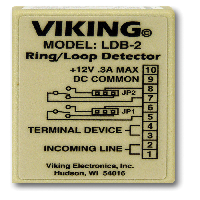 VIKING©
MODEL: LDB-2
Ring/Loop Detector
+12V .3A MAX 10
DC COMMON 9
8
JP2 7
6
JP1 5
TERMINAL DEVICE 4
3
INCOMING LINE 2
1
Viking Electronics, Inc.
Hudson, WI 54016